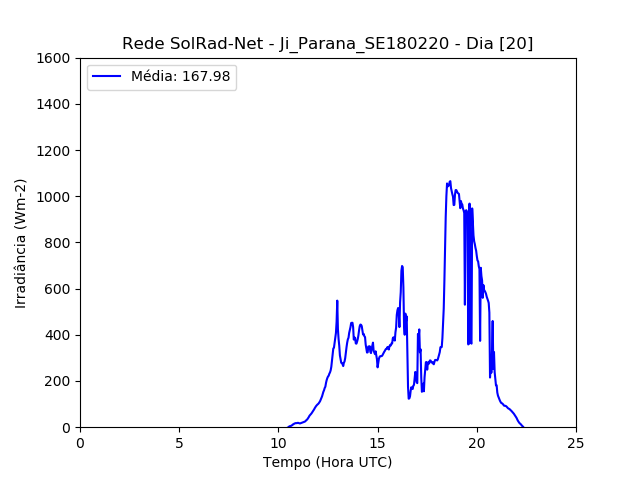 Rede SolRad-Net - Ji_Parana_SE180220 - Dia [20]
Média: 167.98
1600
1400
1200
1000
800
600
400
200
0
0 5 10 15 20 25
Irradiância (Wm-2)
Tempo (Hora UTC)